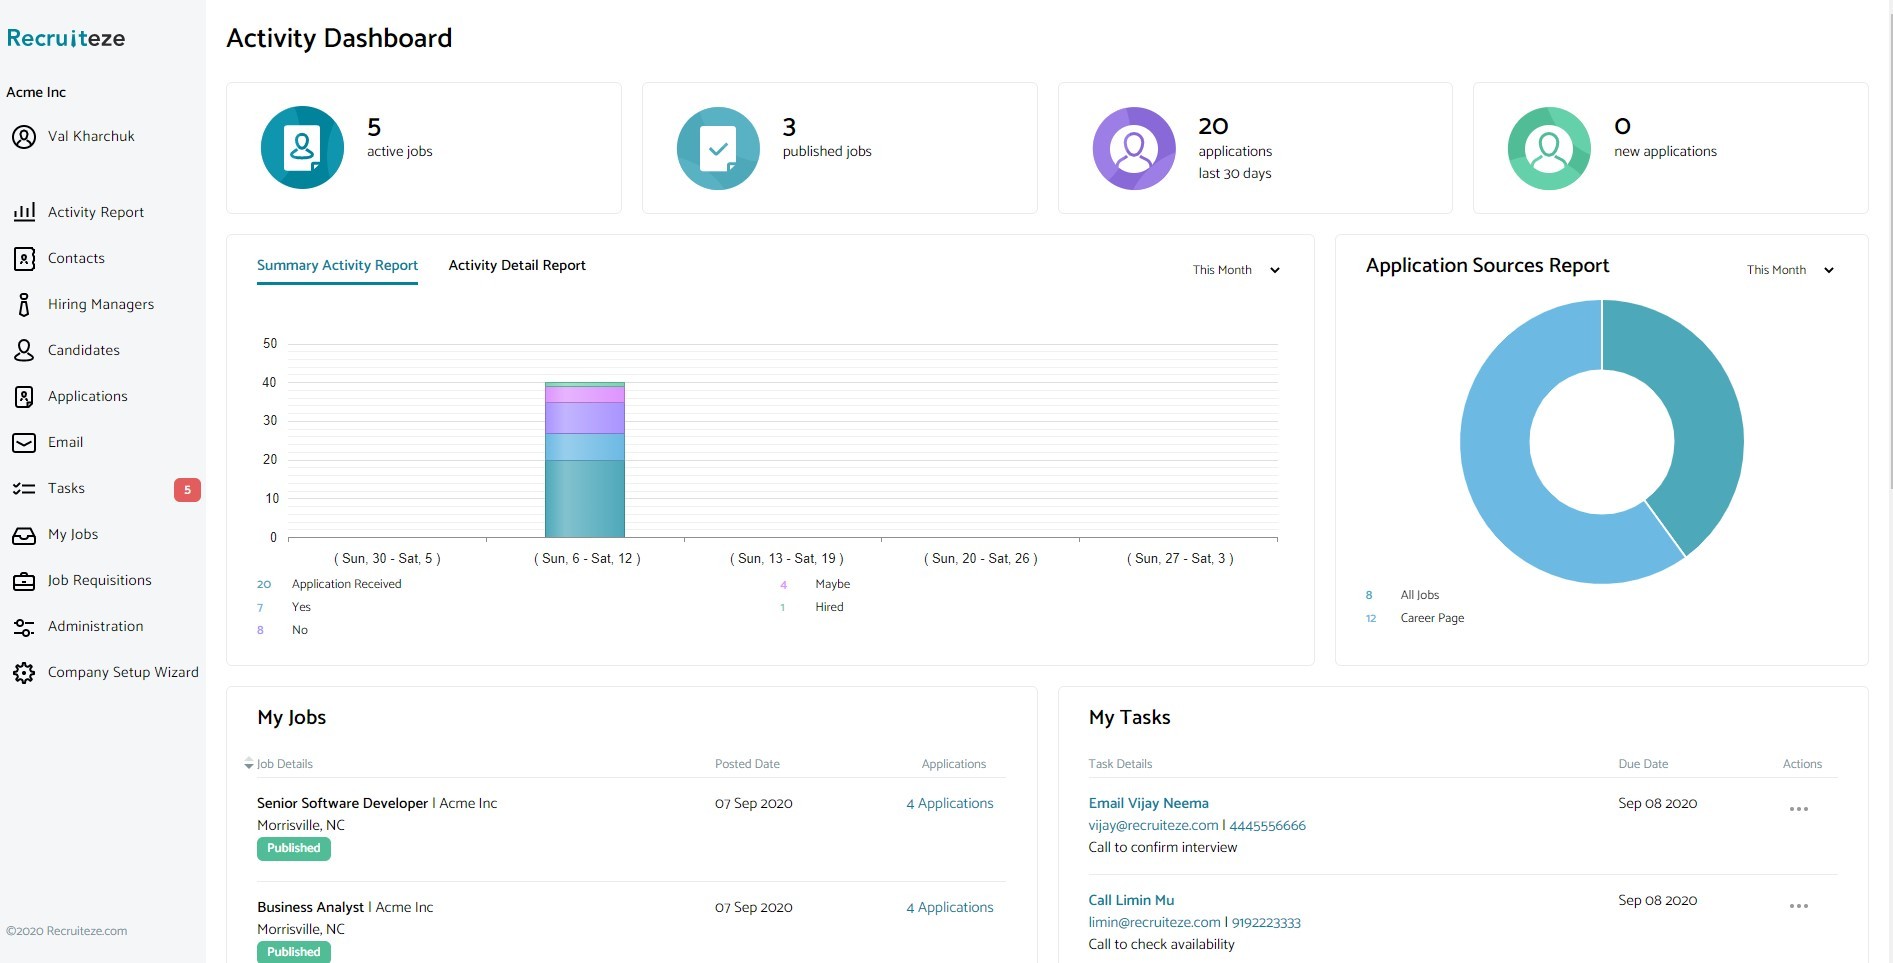 Recruiteze
Acme Inc
Val Kharchuk
Activity Report
Contacts
Hiring Managers
Candidates
Applications
Email
Tasks 5
My Jobs
Job Requisitions
Administration
Company Setup Wizard
©2020 Recruiteze.com
Activity Dashboard
5
active jobs
3
published jobs
20
applications
last 30 days
0
new applications
Summary Activity Report Activity Detail Report This Month
50
40
30
20
10
0
( Sun, 30 - Sat, 5 ) ( Sun, 6 - Sat, 12 ) ( Sun, 13 - Sat, 19 ) ( Sun, 20 - Sat, 26 ) ( Sun, 27 - Sat, 3 )
20 Application Received
7 Yes
8 No
4 Maybe
1 Hired
Application Sources Report This Month
8 All Jobs
12 Career Page
My Jobs
Job Details Posted Date Applications
Senior Software Developer | Acme Inc 07 Sep 2020 4 Applications
Morrisville, NC
Published
Business Analyst | Acme Inc 07 Sep 2020 4 Applications
Morrisville, NC
Published
My Tasks
Task Details Due Date Actions
Email Vijay Neema Sep 08 2020
vijay@recruiteze.com | 4445556666
Call to confirm interview
Call Limin Mu Sep 08 2020
limin@recruiteze.com | 9192223333
Call to check availability